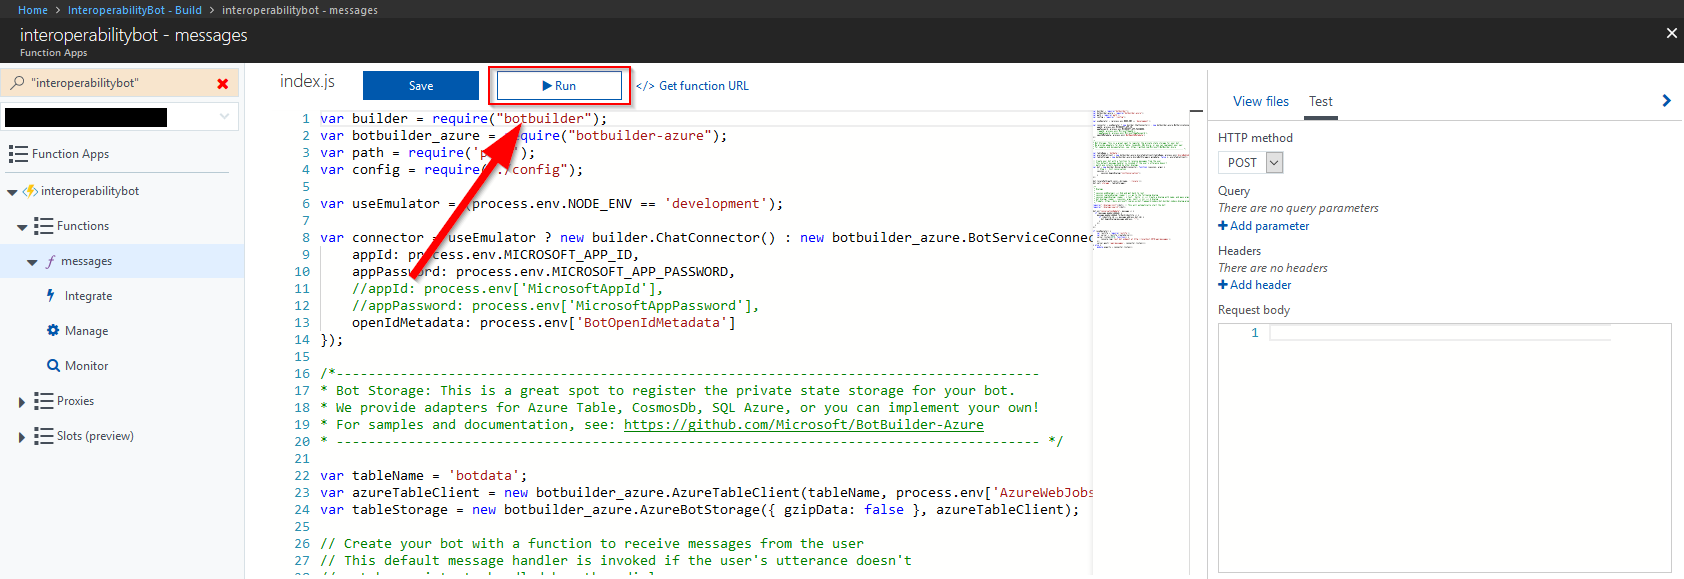 Home > InteroperabilityBot - Build > interoperabilitybot - messages
interoperabilitybot - messages
Function Apps
"interoperabilitybot"
Function Apps
interoperabilitybot
Functions
messages
Integrate
Manage
Monitor
Proxies
Slots (preview)
index.js
Save
Run
</> Get function URL
1 var builder = require("botbuilder");
2 var botbuilder_azure = require("botbuilder-azure");
3 var path = require('p
4 var config = require( ./config");
5
6 var useEmulator = (process.env.NODE_ENV == 'development');
7
8 var connector = useEmulator ? new builder.ChatConnector() : new botbuilder_azure.BotServiceConnec
9 appId: process.env.MICROSOFT_APP_ID,
10 appPassword: process.env.MICROSOFT_APP_PASSWORD,
11 //appId: process.env['MicrosoftAppId'],
12 //appPassword: process.env['MicrosoftAppPassword'],
13 openIdMetadata: process.env['BotOpenIdMetadata']
14 });
15
16 /*----------------------------------------------------------------------------------------
17 * Bot Storage: This is a great spot to register the private state storage for your bot.
18 * We provide adapters for Azure Table, CosmosDb, SQL Azure, or you can implement your own!
19 * For samples and documentation, see: https://github.com/Microsoft/BotBuilder-Azure
20 * ---------------------------------------------------------------------------------------- */
21
22 var tableName = 'botdata';
23 var azureTableClient = new botbuilder_azure.AzureTableClient(tableName, process.env['AzureWebJobs
24 var tableStorage = new botbuilder_azure.AzureBotStorage({ gzipData: false }, azureTableClient);
25
26 // Create your bot with a function to receive messages from the user
27 // This default message handler is invoked if the user's utterance doesn't
View files
Test
HTTP method
POST
Query
There are no query parameters
Add parameter
Headers
There are no headers
Add header
Request body
1